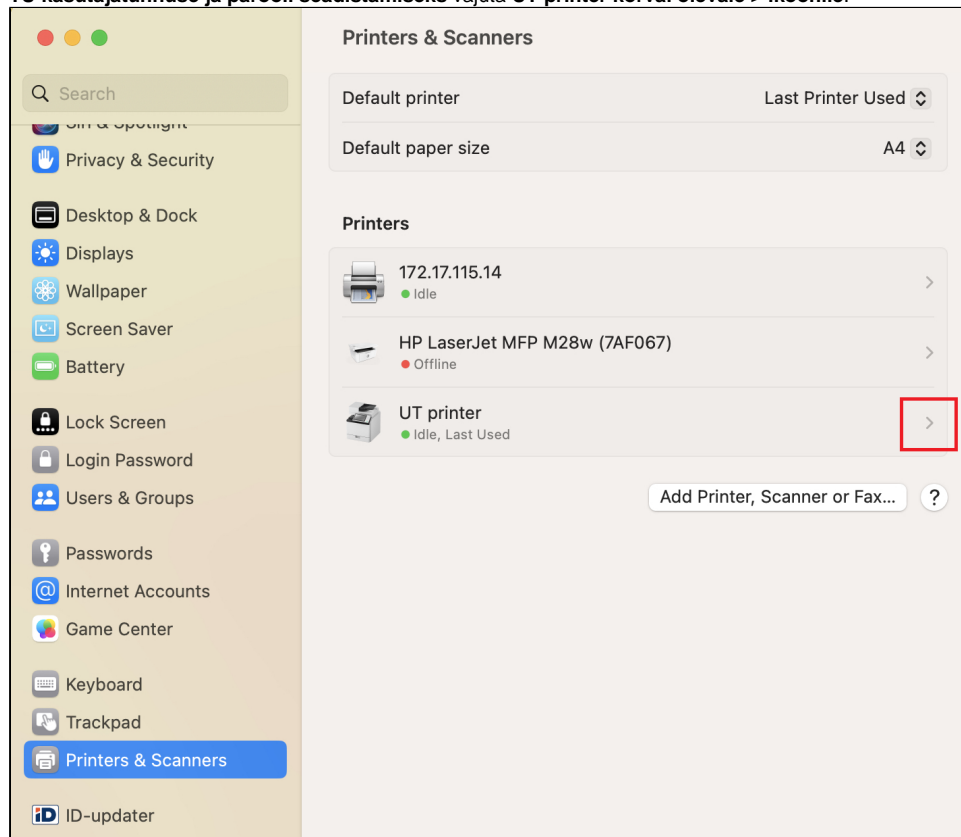 TÜ kasutajatunnuse ja parooli seadistamiseks vajuta UT printer kõrval olevale > ikoonile.
Printers & Scanners
Search
Siri & Spotlight
Privacy & Security
Desktop & Dock
Displays
Wallpaper
Screen Saver
Battery
Lock Screen
Login Password
Users & Groups
Passwords
Internet Accounts
Game Center
Keyboard
Trackpad
Printers & Scanners
ID-updater
Default printer Last Printer Used
Default paper size A4
Printers
172.17.115.14
Idle
HP LaserJet MFP M28w (7AF067)
Offline
UT printer
Idle, Last Used
Add Printer, Scanner or Fax... ?